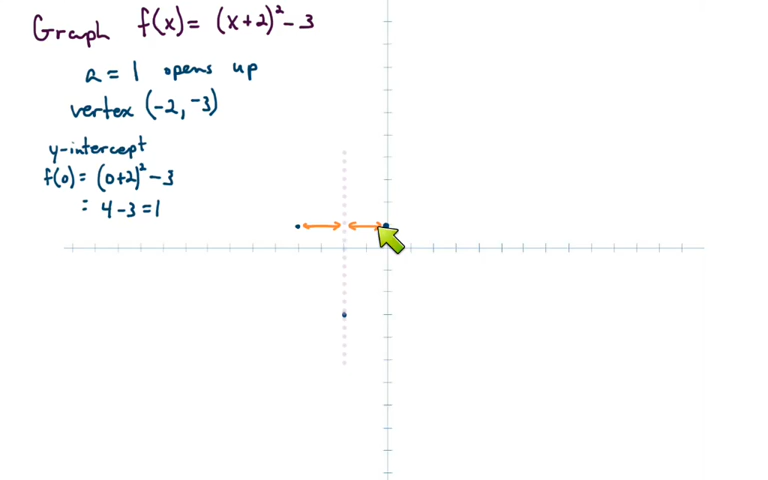 Graph f(x) = (x+2)² - 3
a = 1 opens up
vertex (-2, -3)
y-intercept
f(0) = (0+2)² - 3
= 4 - 3 = 1